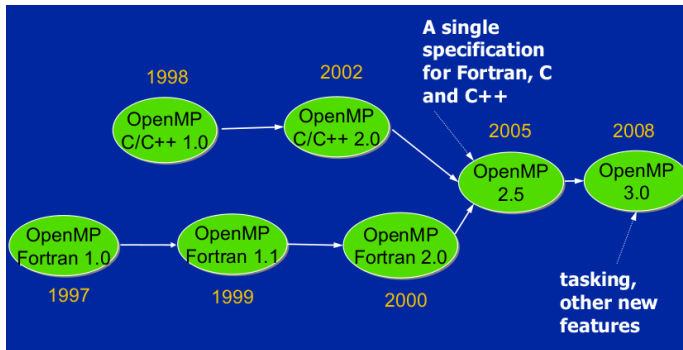 A single
specification
for Fortran, C
and C++
1998
2002
2005
2008
OpenMP
C/C++ 1.0
OpenMP
C/C++ 2.0
OpenMP
2.5
OpenMP
3.0
OpenMP
Fortran 1.0
OpenMP
Fortran 1.1
OpenMP
Fortran 2.0
1997
1999
2000
tasking,
other new
features